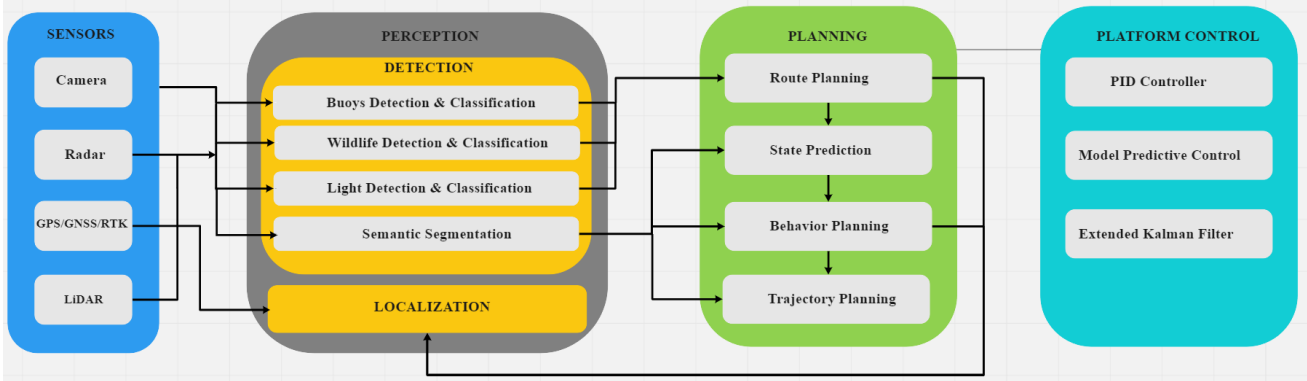 SENSORS
Camera
Radar
GPS/GNSS/RTK
LiDAR
PERCEPTION
DETECTION
Buoys Detection & Classification
Wildlife Detection & Classification
Light Detection & Classification
Semantic Segmentation
LOCALIZATION
PLANNING
Route Planning
State Prediction
Behavior Planning
Trajectory Planning
PLATFORM CONTROL
PID Controller
Model Predictive Control
Extended Kalman Filter